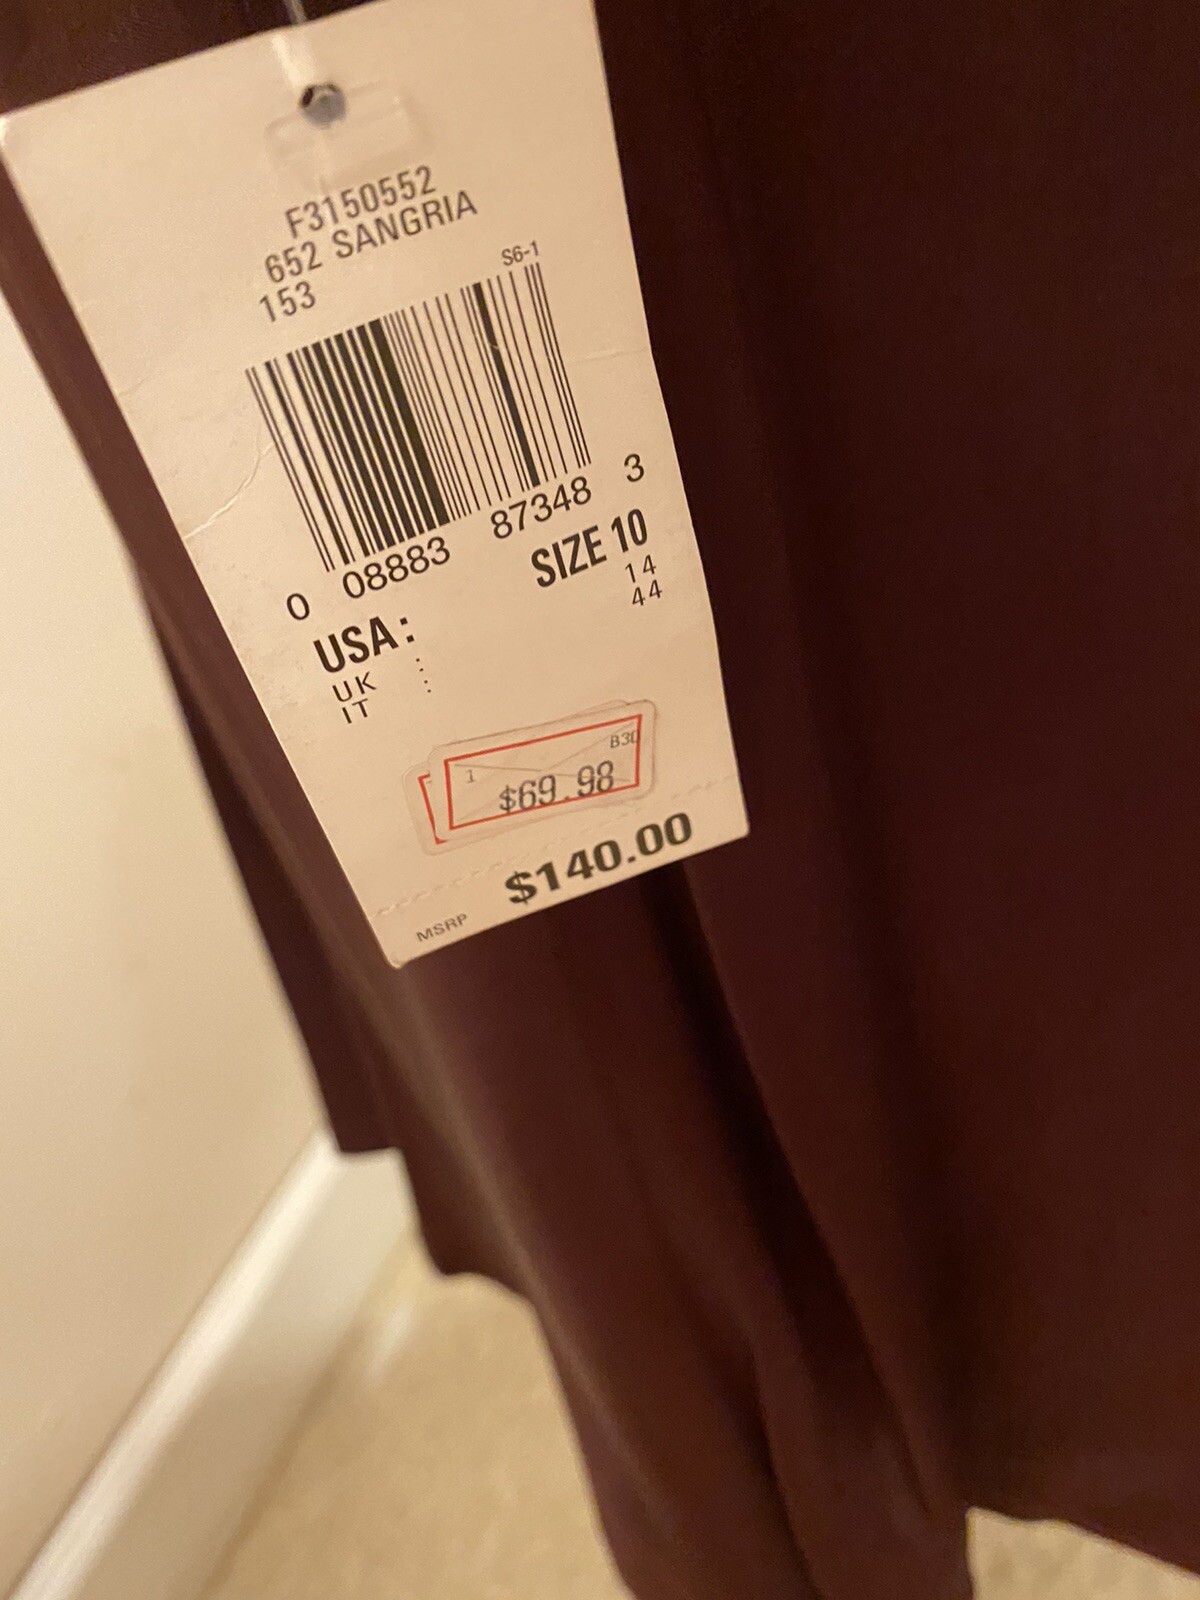 F3150552
652 SANGRIA
153
S6-1
0 08883 87348 3
USA: SIZE 10
UK : 14
IT : 44
1 B30
$69.98
$140.00
MSRP